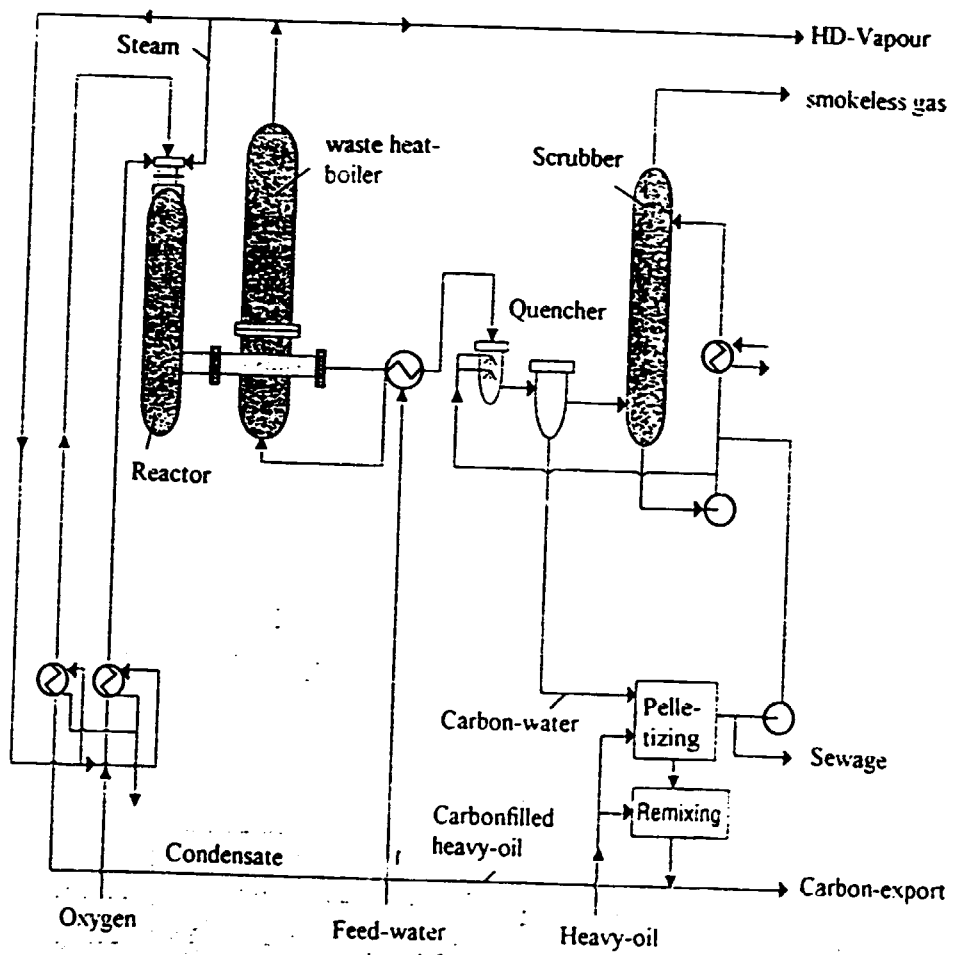 HD-Vapour
Steam
smokeless gas
waste heat-
boiler
Scrubber
Quencher
Reactor
Carbon-water
Pelle-
tizing
Sewage
Remixing
Carbonfilled
heavy-oil
Condensate
Carbon-export
Oxygen
Feed-water
Heavy-oil